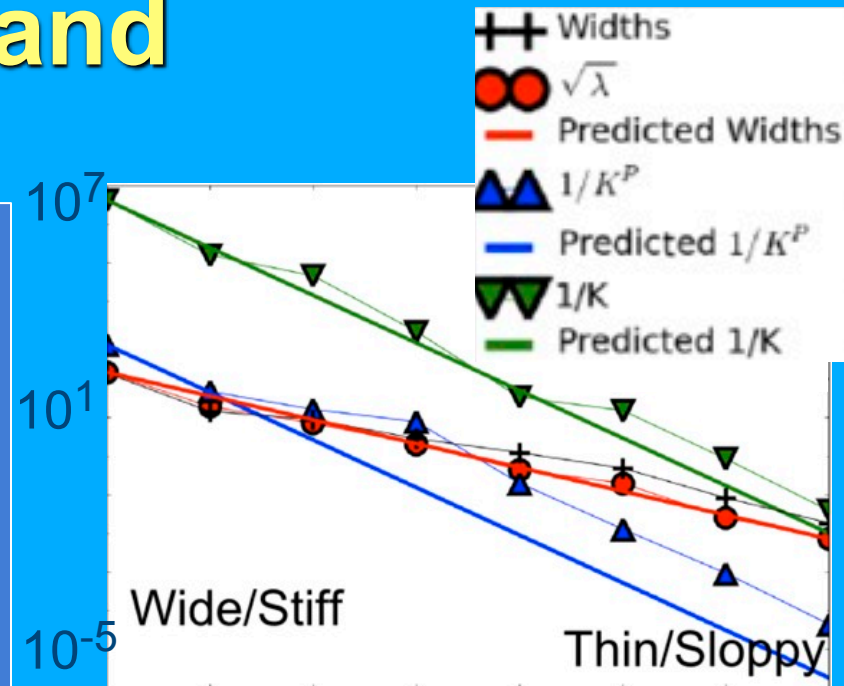 and
Widths
√λ
Predicted Widths
1/K^P
Predicted 1/K^P
1/K
Predicted 1/K
10^7
10^1
10^-5
Wide/Stiff
Thin/Sloppy